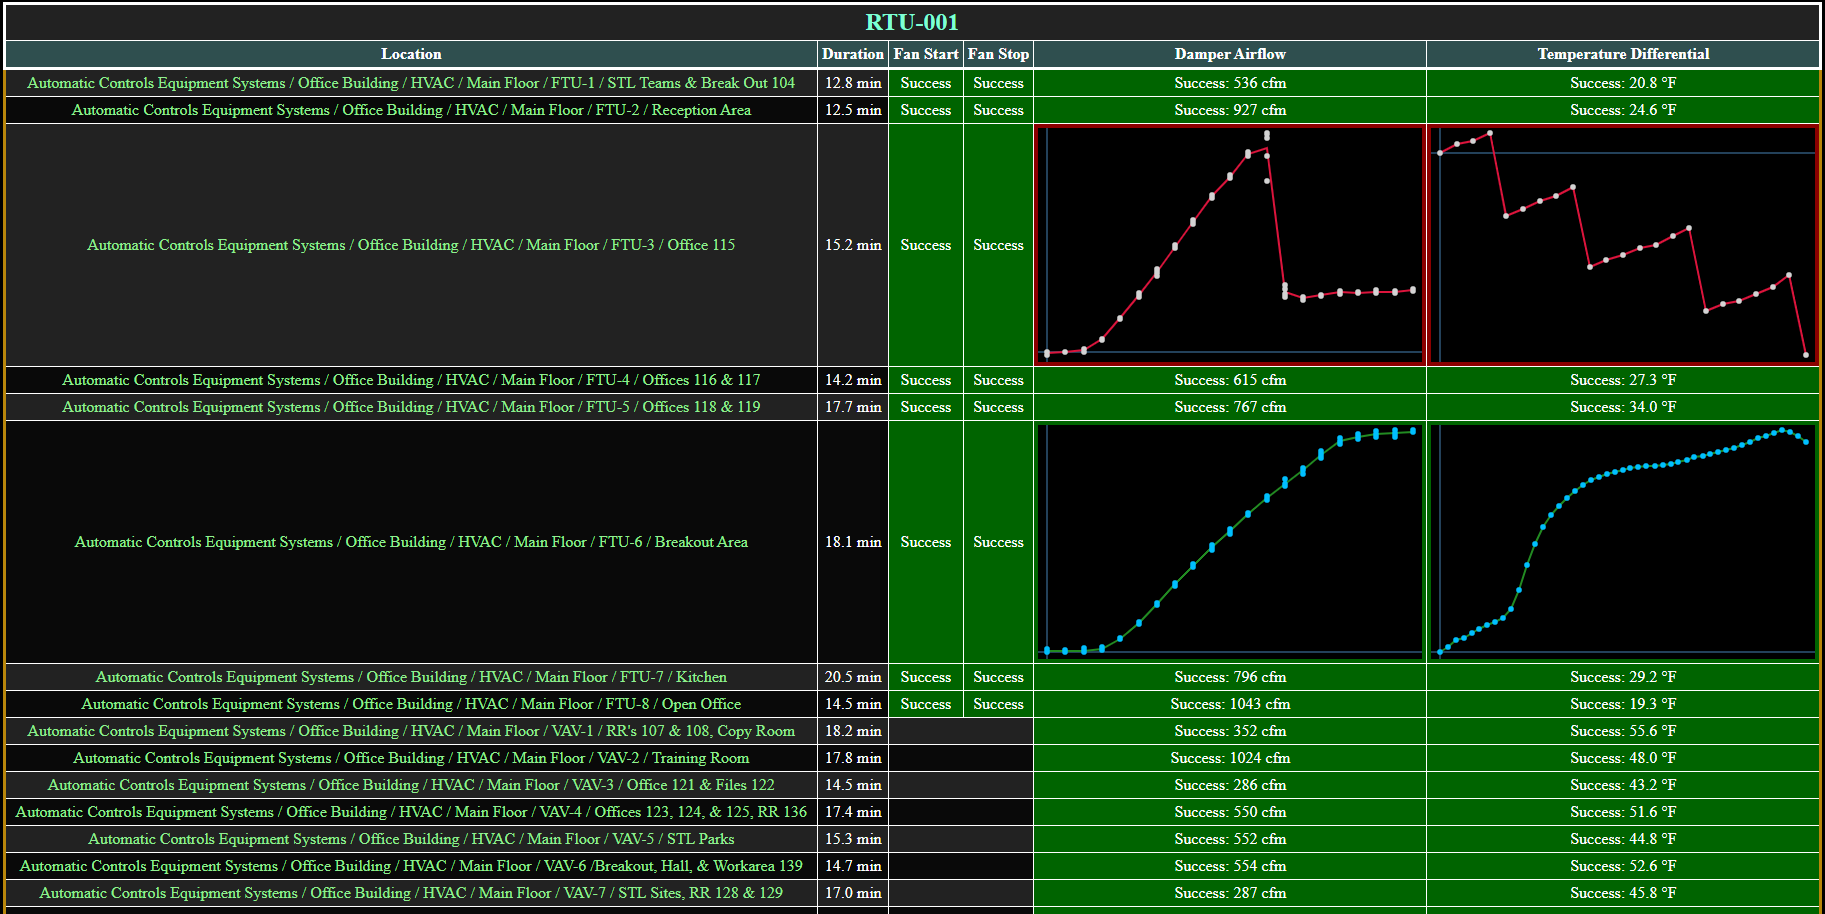 RTU-001
Location Duration Fan Start Fan Stop Damper Airflow Temperature Differential
Automatic Controls Equipment Systems / Office Building / HVAC / Main Floor / FTU-1 / STL Teams & Break Out 104 12.8 min Success Success Success: 536 cfm Success: 20.8 °F
Automatic Controls Equipment Systems / Office Building / HVAC / Main Floor / FTU-2 / Reception Area 12.5 min Success Success Success: 927 cfm Success: 24.6 °F
Automatic Controls Equipment Systems / Office Building / HVAC / Main Floor / FTU-3 / Office 115 15.2 min Success Success
Automatic Controls Equipment Systems / Office Building / HVAC / Main Floor / FTU-4 / Offices 116 & 117 14.2 min Success Success Success: 615 cfm Success: 27.3 °F
Automatic Controls Equipment Systems / Office Building / HVAC / Main Floor / FTU-5 / Offices 118 & 119 17.7 min Success Success Success: 767 cfm Success: 34.0 °F
Automatic Controls Equipment Systems / Office Building / HVAC / Main Floor / FTU-6 / Breakout Area 18.1 min Success Success
Automatic Controls Equipment Systems / Office Building / HVAC / Main Floor / FTU-7 / Kitchen 20.5 min Success Success Success: 796 cfm Success: 29.2 °F
Automatic Controls Equipment Systems / Office Building / HVAC / Main Floor / FTU-8 / Open Office 14.5 min Success Success Success: 1043 cfm Success: 19.3 °F
Automatic Controls Equipment Systems / Office Building / HVAC / Main Floor / VAV-1 / RR's 107 & 108, Copy Room 18.2 min Success: 352 cfm Success: 55.6 °F
Automatic Controls Equipment Systems / Office Building / HVAC / Main Floor / VAV-2 / Training Room 17.8 min Success: 1024 cfm Success: 48.0 °F
Automatic Controls Equipment Systems / Office Building / HVAC / Main Floor / VAV-3 / Office 121 & Files 122 14.5 min Success: 286 cfm Success: 43.2 °F
Automatic Controls Equipment Systems / Office Building / HVAC / Main Floor / VAV-4 / Offices 123, 124, & 125, RR 136 17.4 min Success: 550 cfm Success: 51.6 °F
Automatic Controls Equipment Systems / Office Building / HVAC / Main Floor / VAV-5 / STL Parks 15.3 min Success: 552 cfm Success: 44.8 °F
Automatic Controls Equipment Systems / Office Building / HVAC / Main Floor / VAV-6 /Breakout, Hall, & Workarea 139 14.7 min Success: 554 cfm Success: 52.6 °F
Automatic Controls Equipment Systems / Office Building / HVAC / Main Floor / VAV-7 / STL Sites, RR 128 & 129 17.0 min Success: 287 cfm Success: 45.8 °F